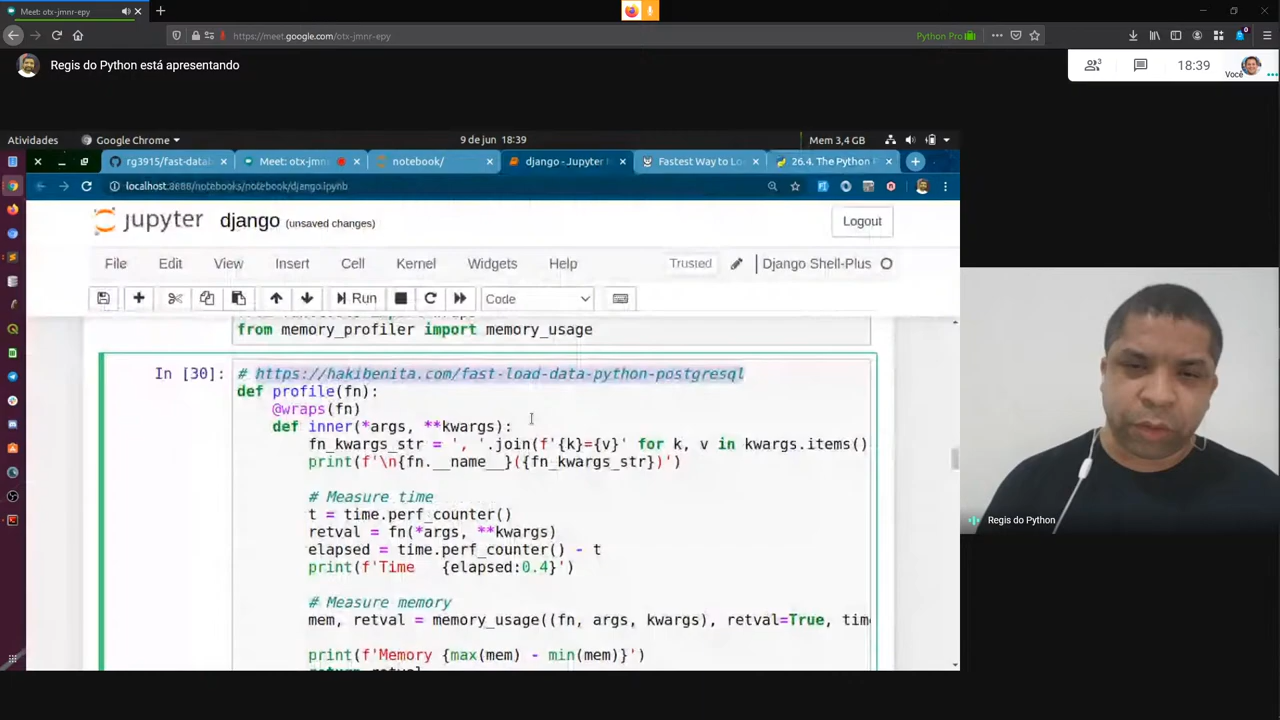 Meet: otx-jmnr-epy
https://meet.google.com/otx-jmnr-epy
Python Pro
Regis do Python está apresentando
3
18:39
Você
Atividades
Google Chrome
9 de jun 18:39
Mem 3,4 GB
rg3915/fast-datab
Meet: otx-jmn
notebook/
django - Jupyter
Fastest Way to Lo
26.4. The Python P
localhost:8888/notebooks/notebook/django.ipynb
jupyter django (unsaved changes)
Logout
File Edit View Insert Cell Kernel Widgets Help
Trusted
Django Shell-Plus
Run
Code
from memory_profiler import memory_usage
In [30]:
# https://hakibenita.com/fast-load-data-python-postgresql
def profile(fn):
@wraps(fn)
def inner(*args, **kwargs):
fn_kwargs_str = ', '.join(f'{k}={v}' for k, v in kwargs.items()
print(f'\n{fn.__name__}({fn_kwargs_str})')
# Measure time
t = time.perf_counter()
retval = fn(*args, **kwargs)
elapsed = time.perf_counter() - t
print(f'Time {elapsed:0.4}')
# Measure memory
mem, retval = memory_usage((fn, args, kwargs), retval=True, tim
print(f'Memory {max(mem) - min(mem)}')
Regis do Python